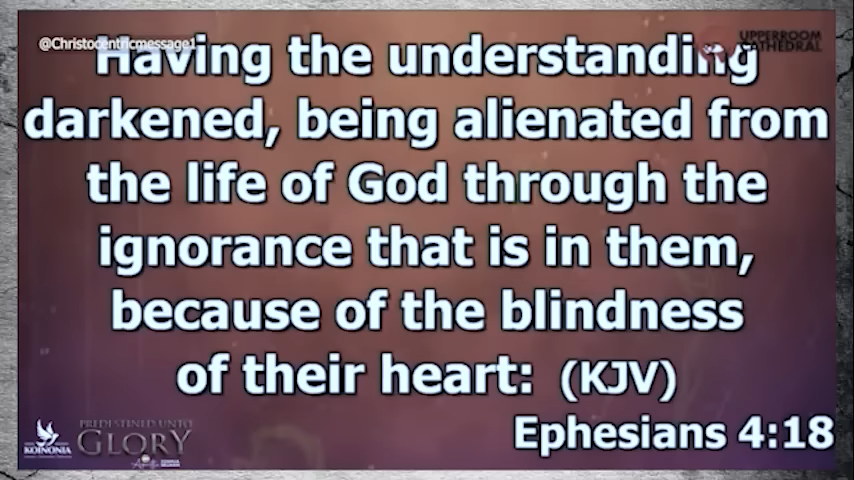 @Christocentricmessage1
UPPERROOM
CATHEDRAL
Having the understanding
darkened, being alienated from
the life of God through the
ignorance that is in them,
because of the blindness
of their heart: (KJV)
Ephesians 4:18
KOINONIA
PREDESTINED UNTO
GLORY